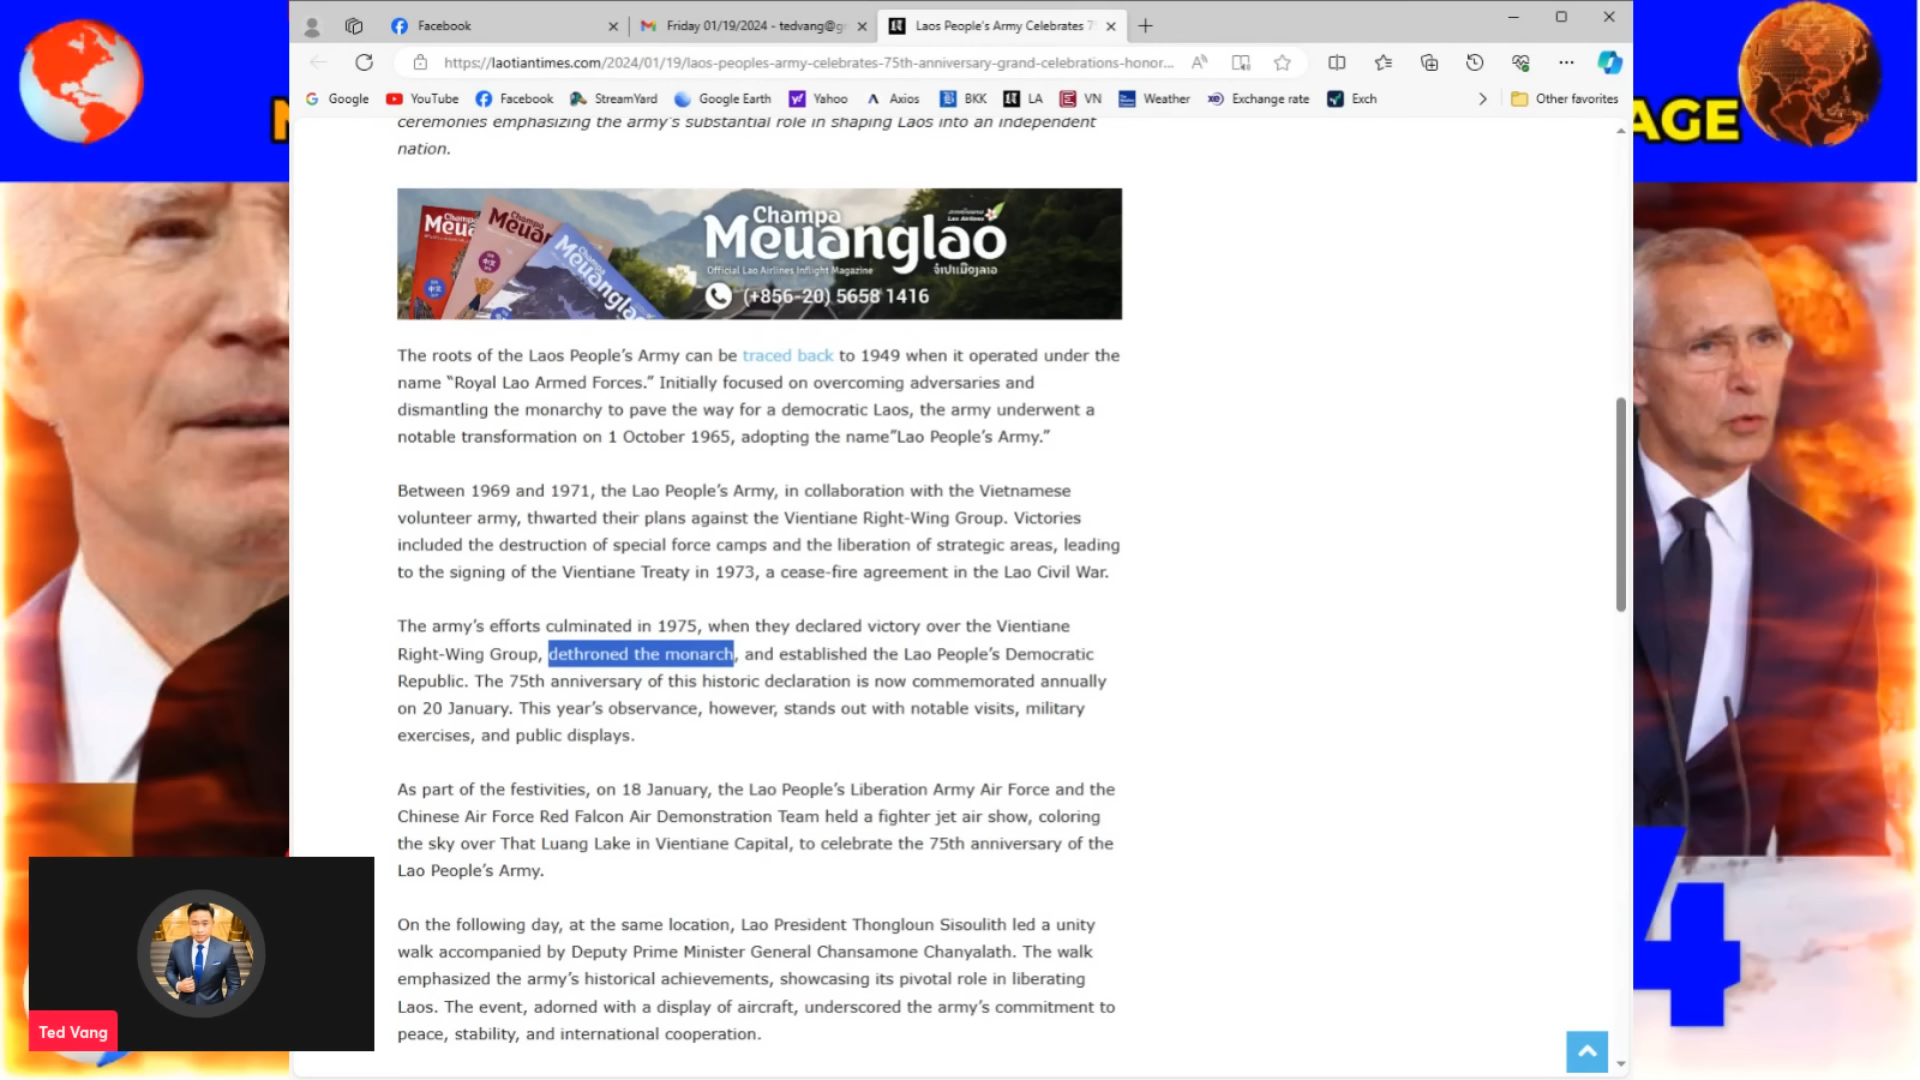 Facebook
Friday 01/19/2024 - tedvang@g
Laos People's Army Celebrates 7
https://laotiantimes.com/2024/01/19/laos-peoples-army-celebrates-75th-anniversary-grand-celebrations-honor...
Google YouTube Facebook StreamYard Google Earth Yahoo Axios BKK LA VN Weather Exchange rate Exch Other favorites
AGE
ceremonies emphasizing the army's substantial role in shaping Laos into an independent
nation.
Champa
Meuanglao
Official Lao Airlines Inflight Magazine
ຈຳປາເມືອງລາວ
(+856-20) 5658 1416
The roots of the Laos People's Army can be traced back to 1949 when it operated under the
name “Royal Lao Armed Forces.” Initially focused on overcoming adversaries and
dismantling the monarchy to pave the way for a democratic Laos, the army underwent a
notable transformation on 1 October 1965, adopting the name”Lao People's Army.”
Between 1969 and 1971, the Lao People's Army, in collaboration with the Vietnamese
volunteer army, thwarted their plans against the Vientiane Right-Wing Group. Victories
included the destruction of special force camps and the liberation of strategic areas, leading
to the signing of the Vientiane Treaty in 1973, a cease-fire agreement in the Lao Civil War.
The army's efforts culminated in 1975, when they declared victory over the Vientiane
Right-Wing Group, dethroned the monarch, and established the Lao People's Democratic
Republic. The 75th anniversary of this historic declaration is now commemorated annually
on 20 January. This year's observance, however, stands out with notable visits, military
exercises, and public displays.
As part of the festivities, on 18 January, the Lao People's Liberation Army Air Force and the
Chinese Air Force Red Falcon Air Demonstration Team held a fighter jet air show, coloring
the sky over That Luang Lake in Vientiane Capital, to celebrate the 75th anniversary of the
Lao People's Army.
On the following day, at the same location, Lao President Thongloun Sisoulith led a unity
walk accompanied by Deputy Prime Minister General Chansamone Chanyalath. The walk
emphasized the army's historical achievements, showcasing its pivotal role in liberating
Laos. The event, adorned with a display of aircraft, underscored the army's commitment to
peace, stability, and international cooperation.
Ted Vang
4